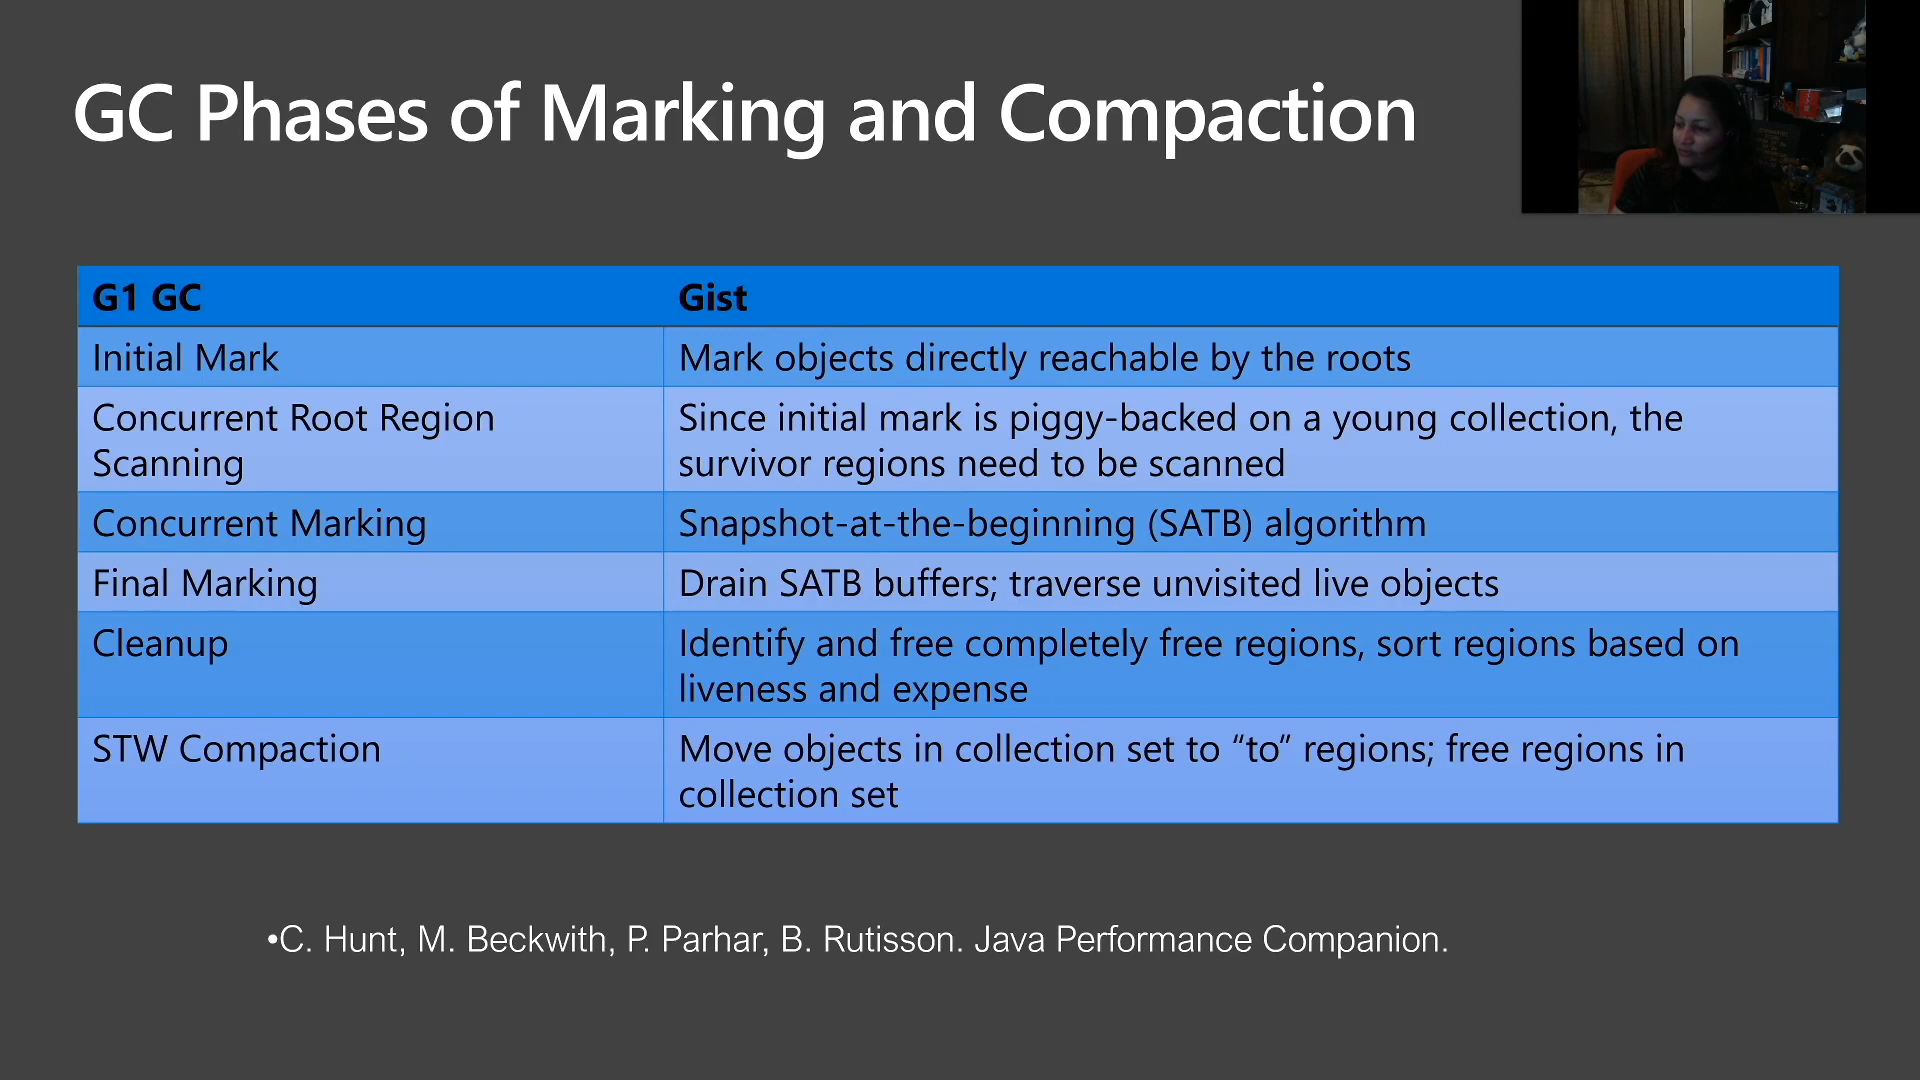 GC Phases of Marking and Compaction
G1 GC
Gist
Initial Mark
Mark objects directly reachable by the roots
Concurrent Root Region
Scanning
Since initial mark is piggy-backed on a young collection, the
survivor regions need to be scanned
Concurrent Marking
Snapshot-at-the-beginning (SATB) algorithm
Final Marking
Drain SATB buffers; traverse unvisited live objects
Cleanup
Identify and free completely free regions, sort regions based on
liveness and expense
STW Compaction
Move objects in collection set to “to” regions; free regions in
collection set
•C. Hunt, M. Beckwith, P. Parhar, B. Rutisson. Java Performance Companion.